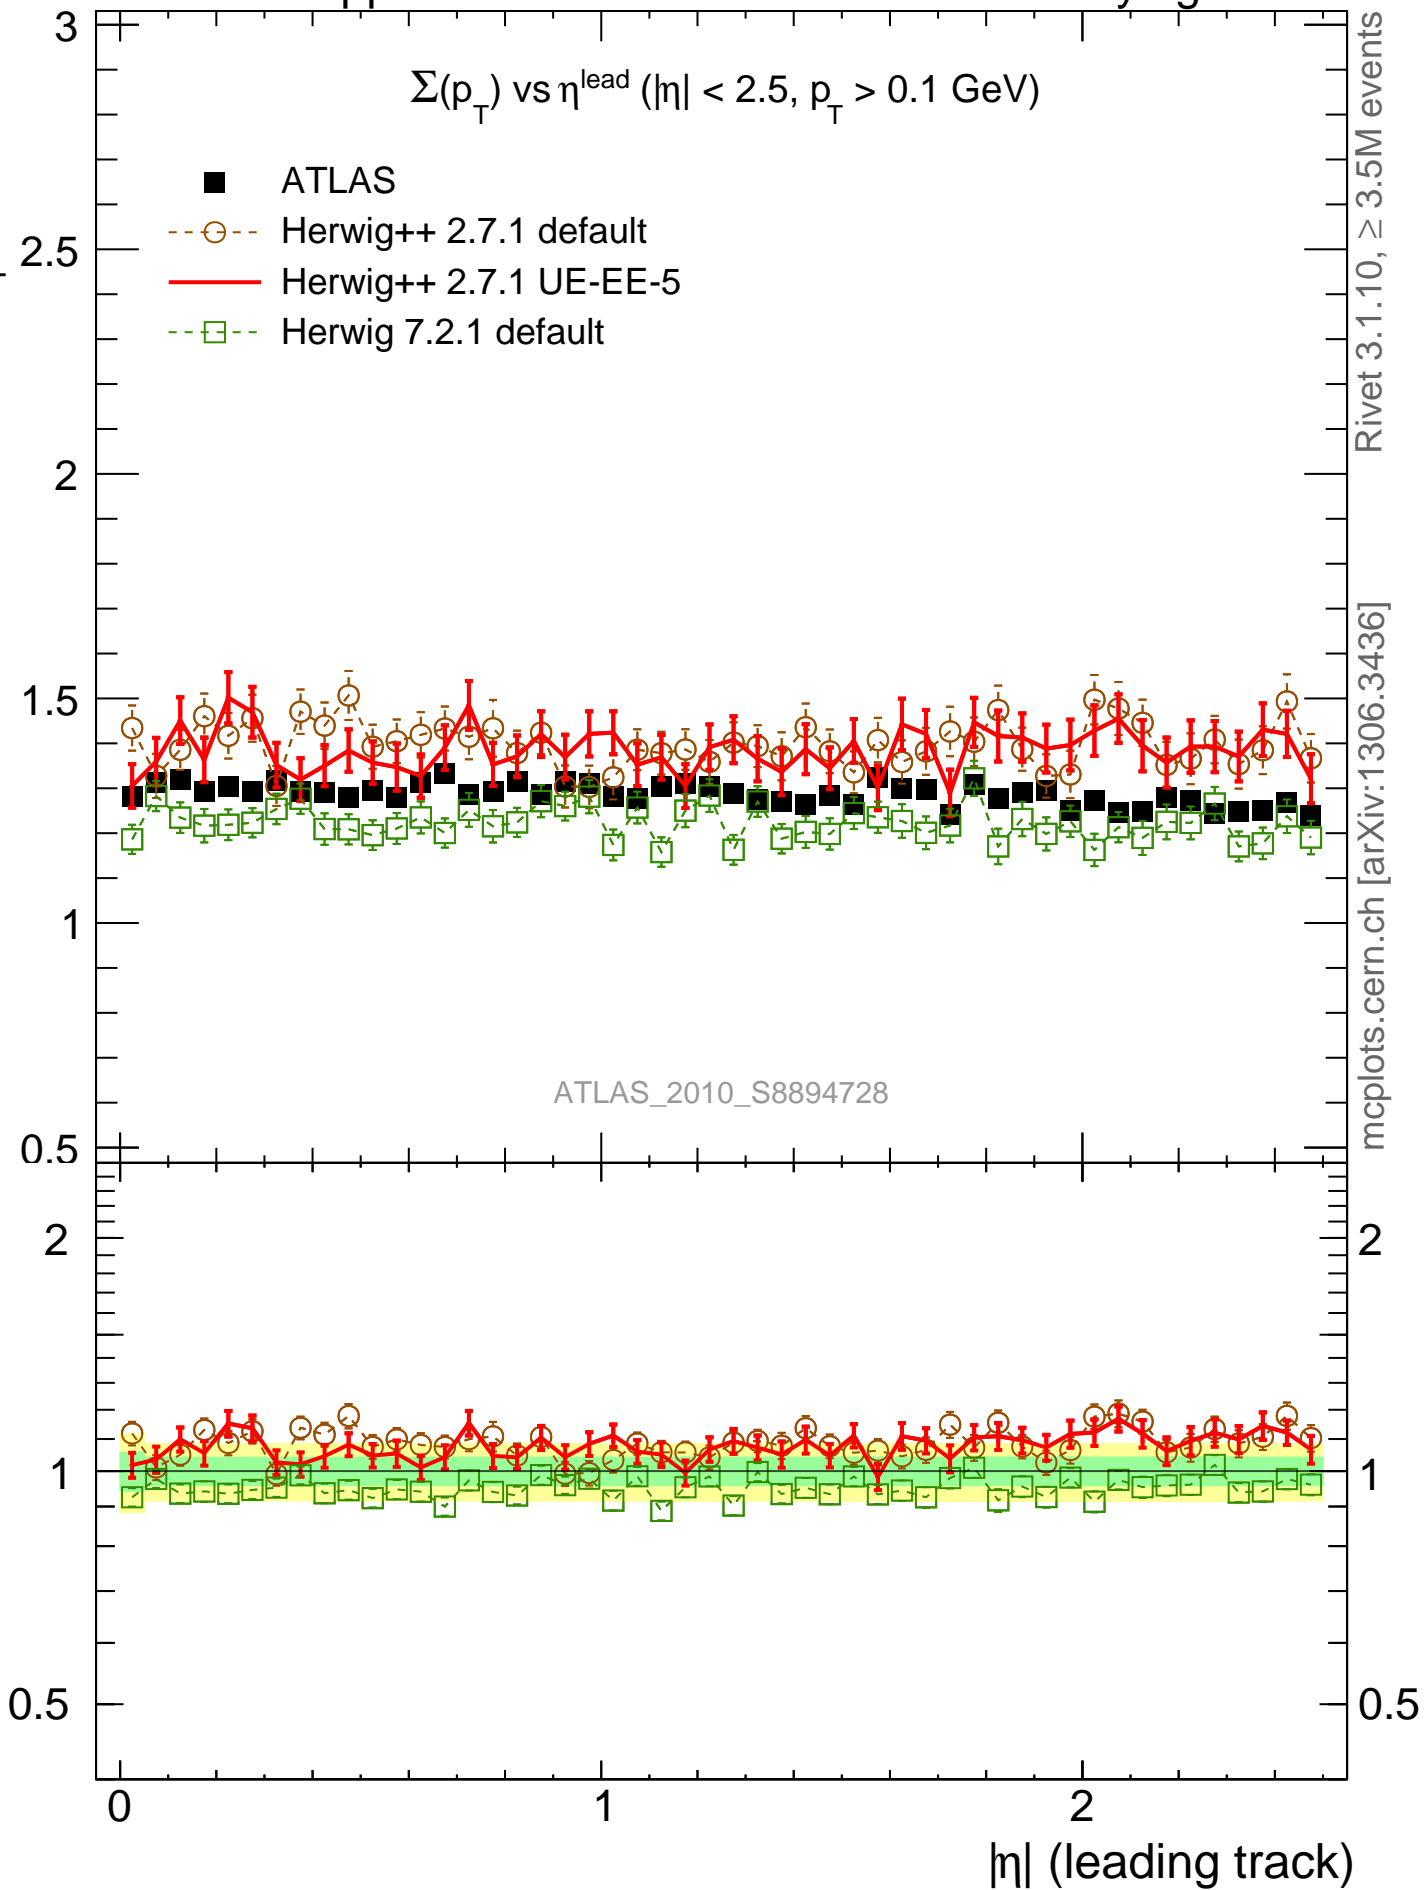 Σ(p_T) vs η^lead (|η| < 2.5, p_T > 0.1 GeV)
ATLAS
Herwig++ 2.7.1 default
Herwig++ 2.7.1 UE-EE-5
Herwig 7.2.1 default
3
2.5
2
1.5
1
0.5
ATLAS_2010_S8894728
Rivet 3.1.10, ≥ 3.5M events
mcplots.cern.ch [arXiv:1306.3436]
2
1
0.5
2
1
0.5
0
1
2
|η| (leading track)